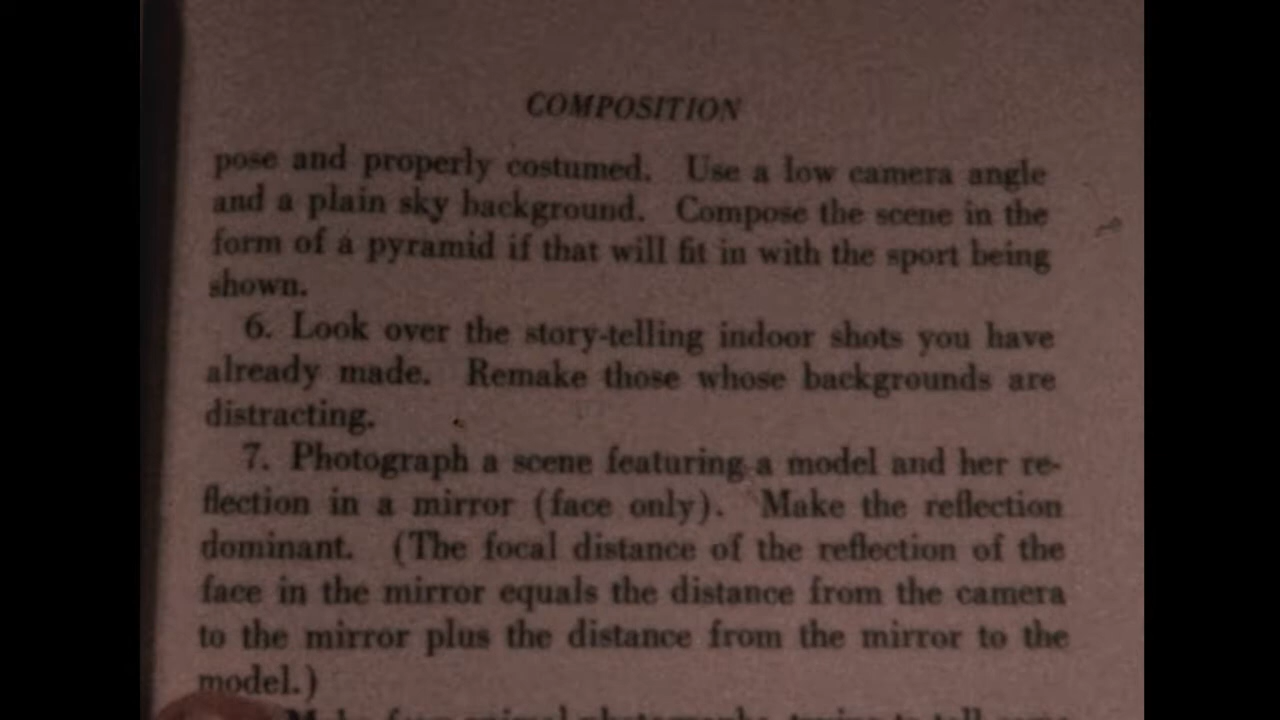 COMPOSITION
pose and properly costumed. Use a low camera angle
and a plain sky background. Compose the scene in the
form of a pyramid if that will fit in with the sport being
shown.
6. Look over the story-telling indoor shots you have
already made. Remake those whose backgrounds are
distracting.
7. Photograph a scene featuring a model and her re-
flection in a mirror (face only). Make the reflection
dominant. (The focal distance of the reflection of the
face in the mirror equals the distance from the camera
to the mirror plus the distance from the mirror to the
model.)